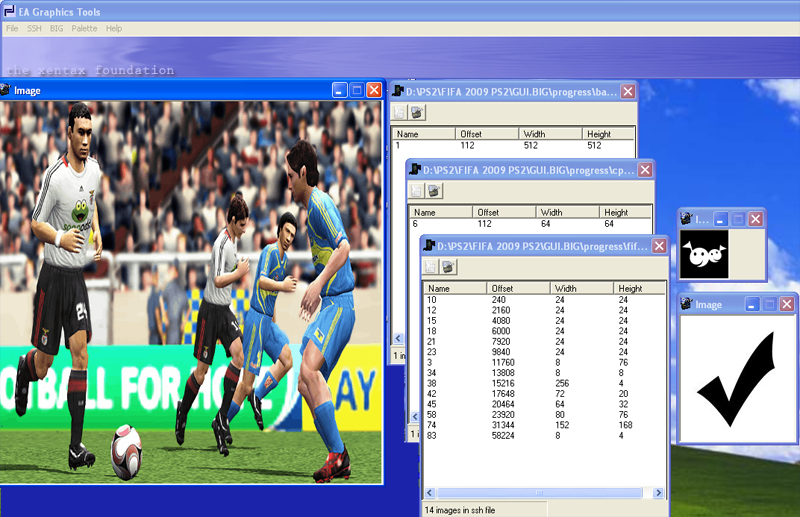 EA Graphics Tools
File SSH BIG Palette Help
the xentax foundation
Image
D:\PS2\FIFA 2009 PS2\GUI.BIG\progress\ba...
Name Offset Width Height
1 112 512 512
D:\PS2\FIFA 2009 PS2\GUI.BIG\progress\cp...
Name Offset Width Height
6 112 64 64
D:\PS2\FIFA 2009 PS2\GUI.BIG\progress\fif...
Name Offset Width Height
10 240 24 24
12 2160 24 24
15 4080 24 24
18 6000 24 24
21 7920 24 24
23 9840 24 24
3 11760 8 76
34 13808 8 8
38 15216 256 4
42 17648 72 20
45 20464 64 32
58 23920 80 76
74 31344 152 168
83 58224 8 4
14 images in ssh file
1 in
1 in
I...
Image
24
OTBALL FOR HO
AY